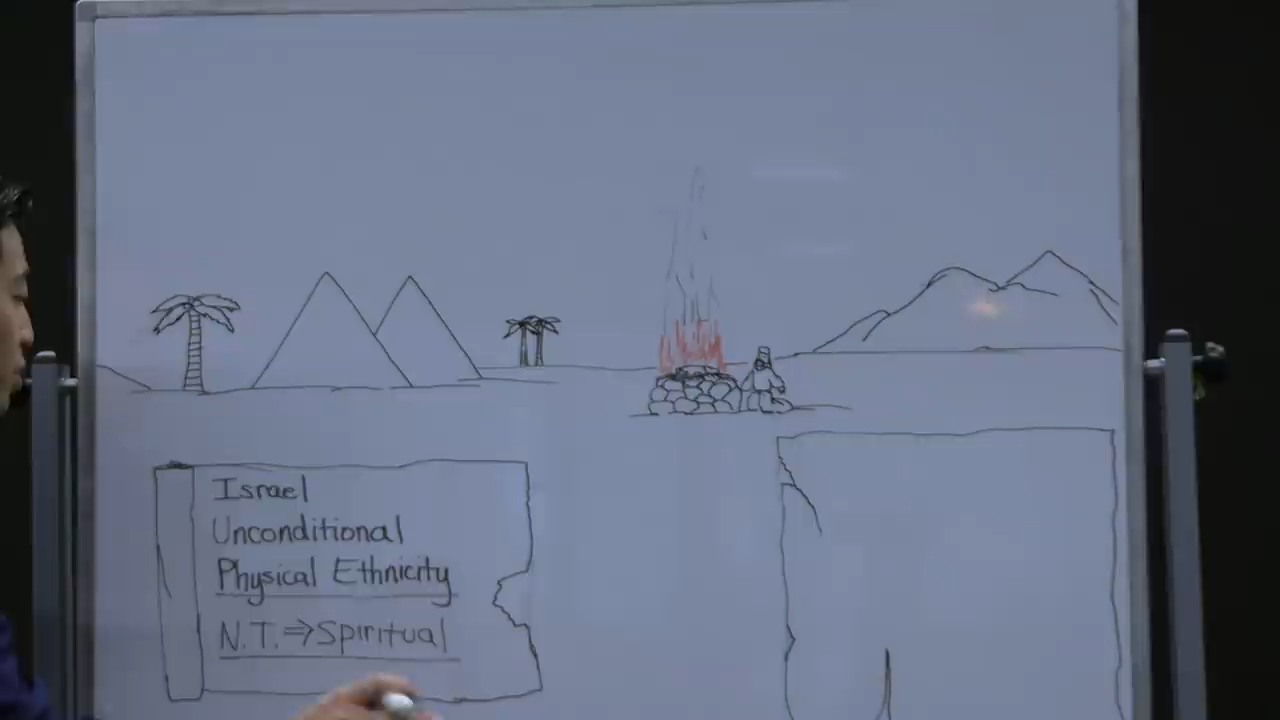 Israel
Unconditional
Physical Ethnicity
N.T. ⇒ Spiritual